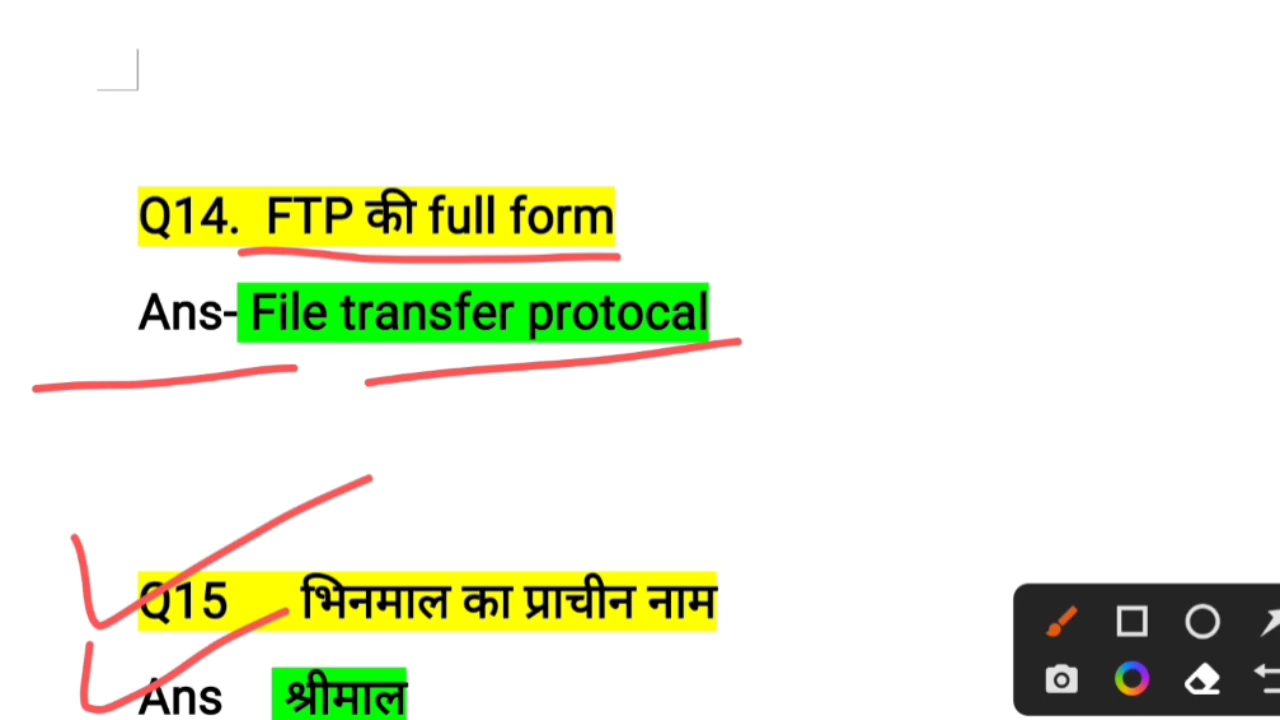 Q14. FTP की full form
Ans- File transfer protocal
Q15 भिनमाल का प्राचीन नाम
Ans श्रीमाल